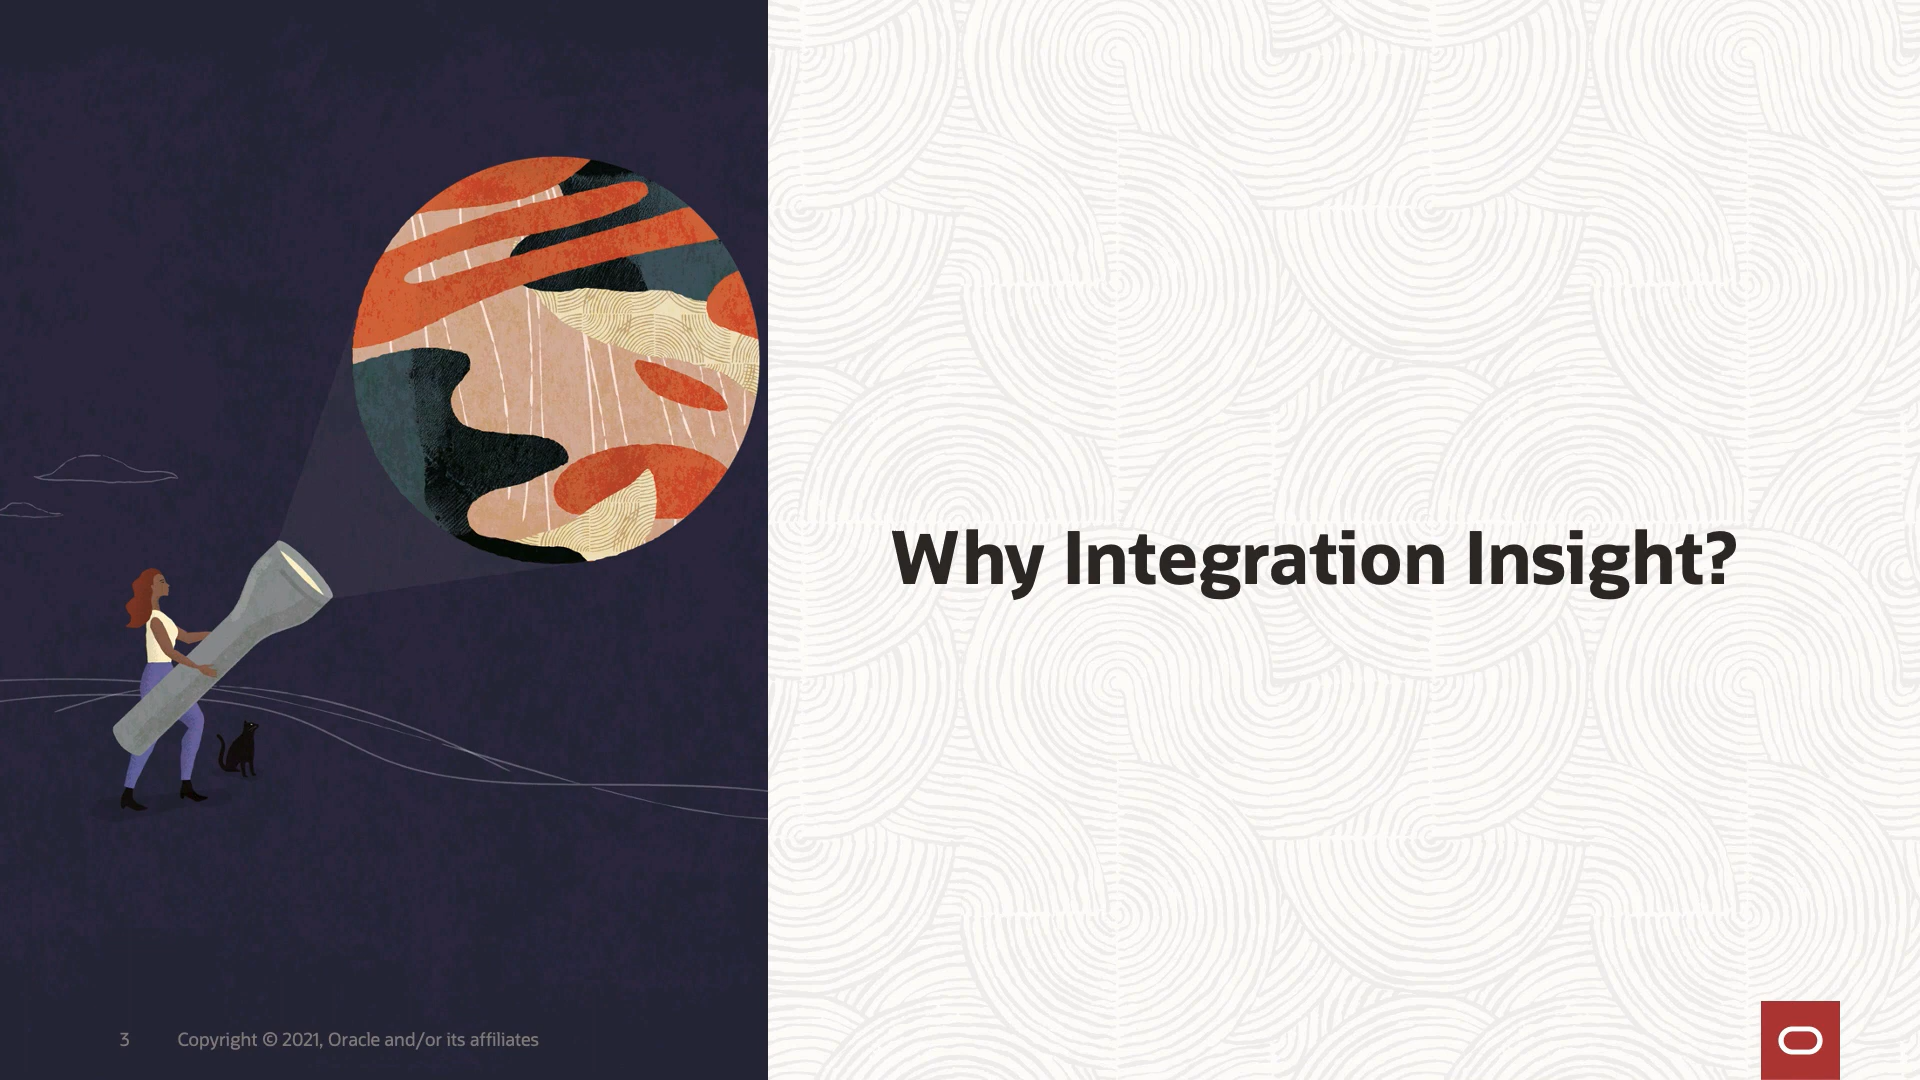 Why Integration Insight?
3 Copyright © 2021, Oracle and/or its affiliates